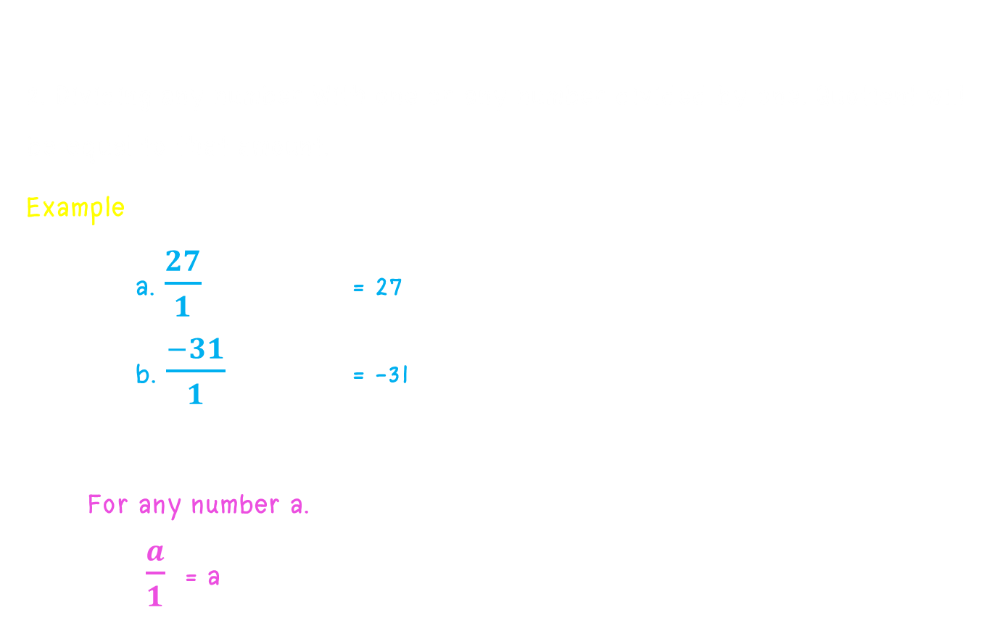 Example
a. 27/1 = 27
b. −31/1 = -31
For any number a.
a/1 = a